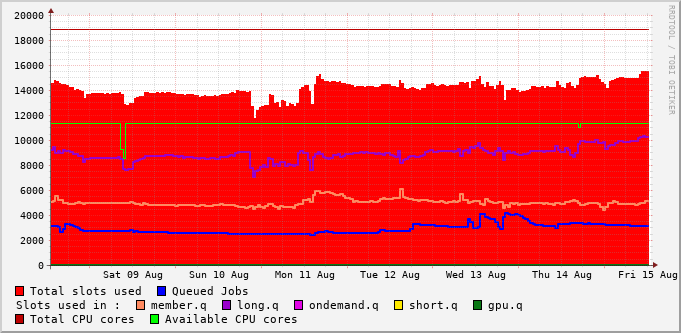 20000
18000
16000
14000
12000
10000
8000
6000
4000
2000
0
Sat 09 Aug Sun 10 Aug Mon 11 Aug Tue 12 Aug Wed 13 Aug Thu 14 Aug Fri 15 Aug
Total slots used Queued Jobs
Slots used in : member.q long.q ondemand.q short.q gpu.q
Total CPU cores Available CPU cores
RRDTOOL / TOBI OETIKER